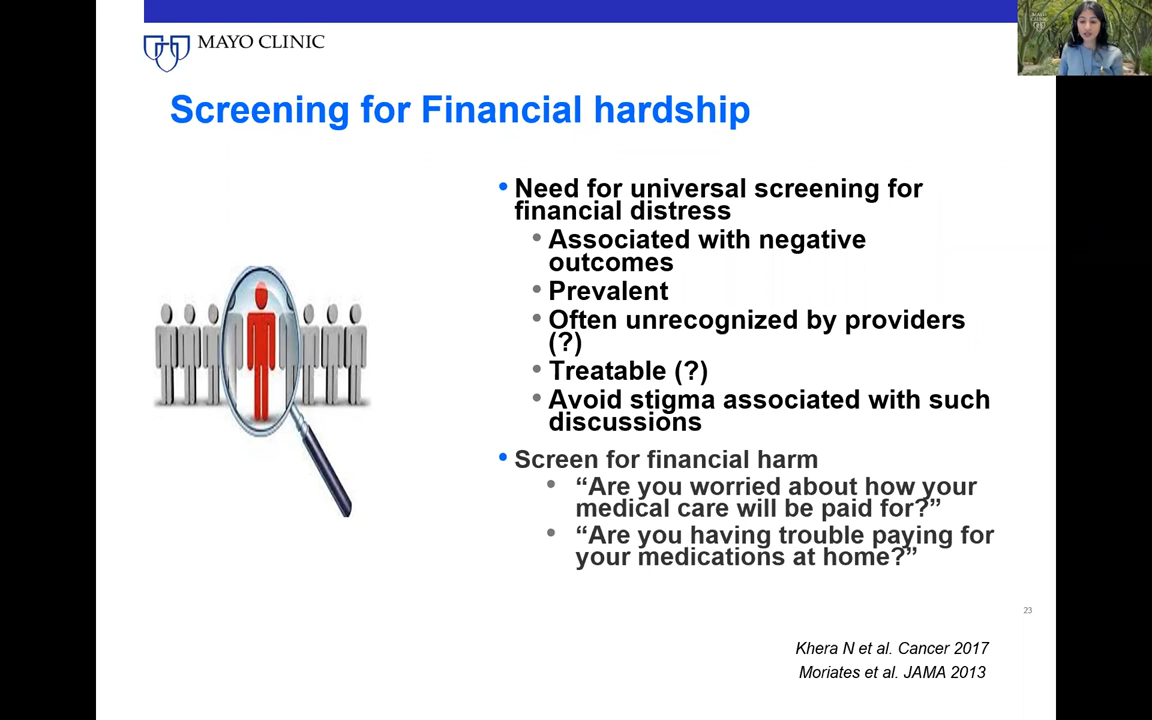 MAYO CLINIC
Screening for Financial hardship
• Need for universal screening for
financial distress
• Associated with negative
outcomes
• Prevalent
• Often unrecognized by providers
(?)
• Treatable (?)
• Avoid stigma associated with such
discussions
• Screen for financial harm
• “Are you worried about how your
medical care will be paid for?”
• “Are you having trouble paying for
your medications at home?”
23
Khera N et al. Cancer 2017
Moriates et al. JAMA 2013